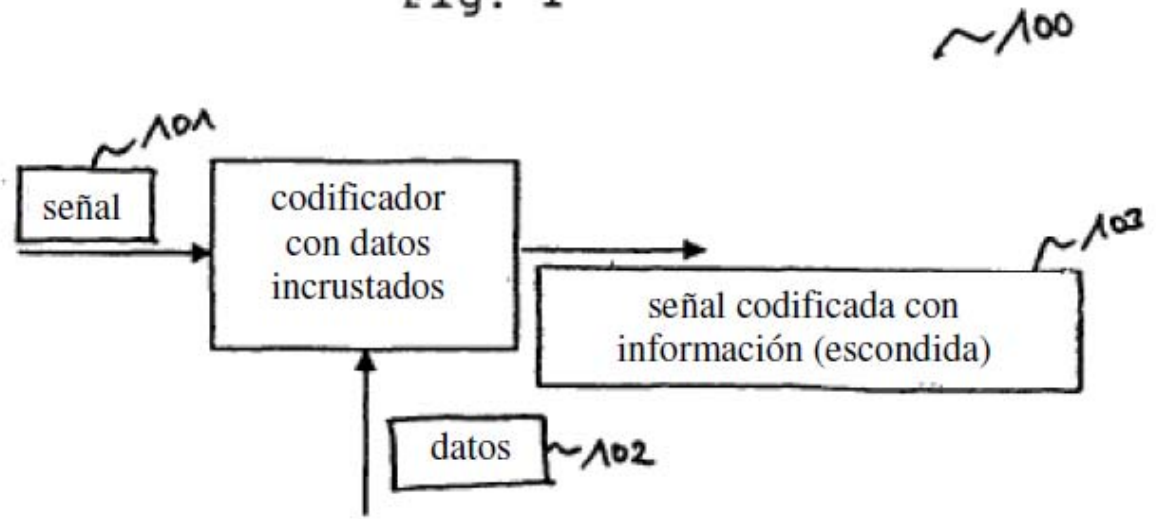 Fig. 1
100
101
señal
codificador
con datos
incrustados
103
señal codificada con
información (escondida)
datos
102